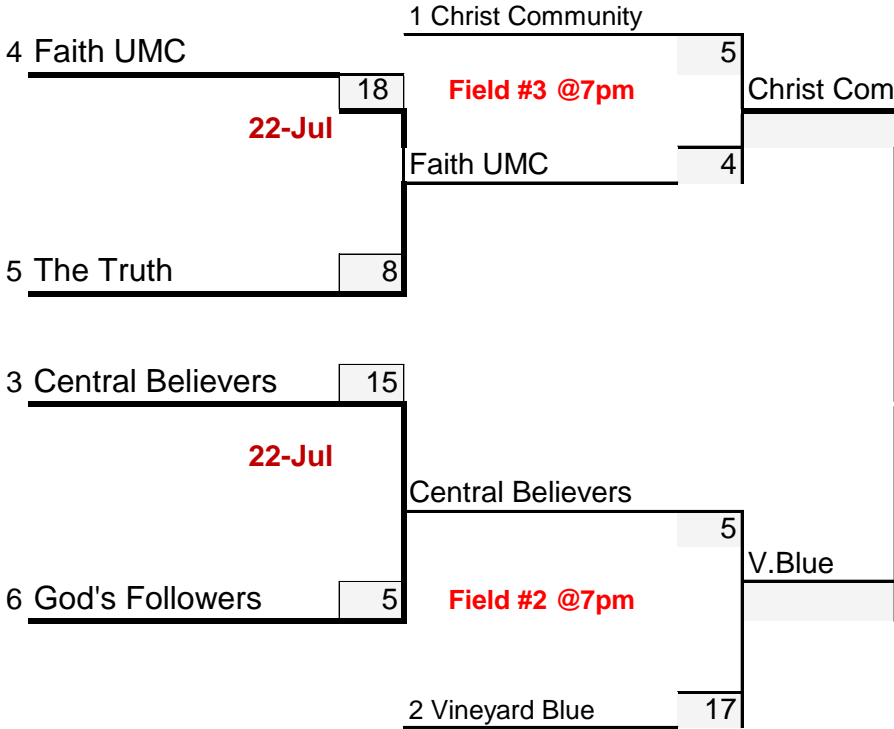 1 Christ Community
4 Faith UMC
5
18
Field #3 @7pm
Christ Com
22-Jul
Faith UMC
4
5 The Truth
8
3 Central Believers
15
22-Jul
Central Believers
5
V.Blue
6 God's Followers
5
Field #2 @7pm
2 Vineyard Blue
17